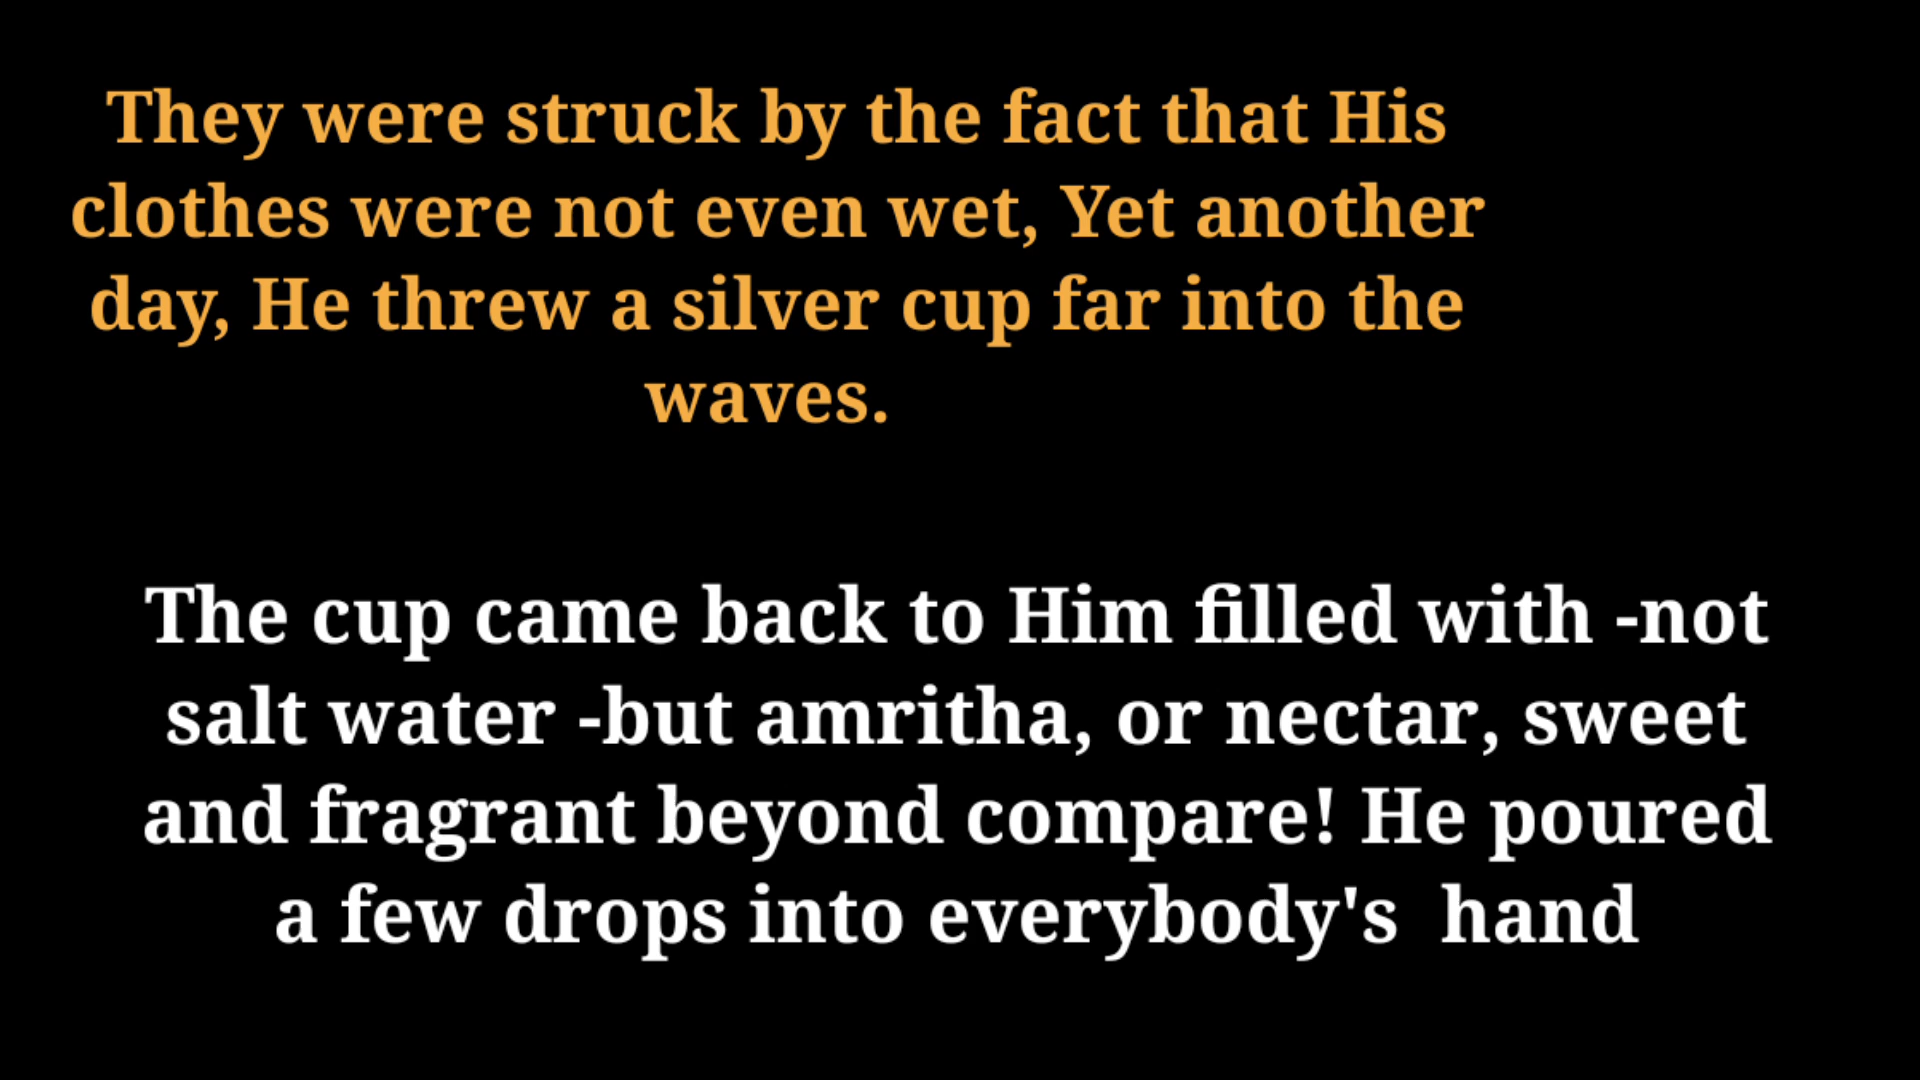 They were struck by the fact that His
clothes were not even wet, Yet another
day, He threw a silver cup far into the
waves.
The cup came back to Him filled with -not
salt water -but amritha, or nectar, sweet
and fragrant beyond compare! He poured
a few drops into everybody's  hand